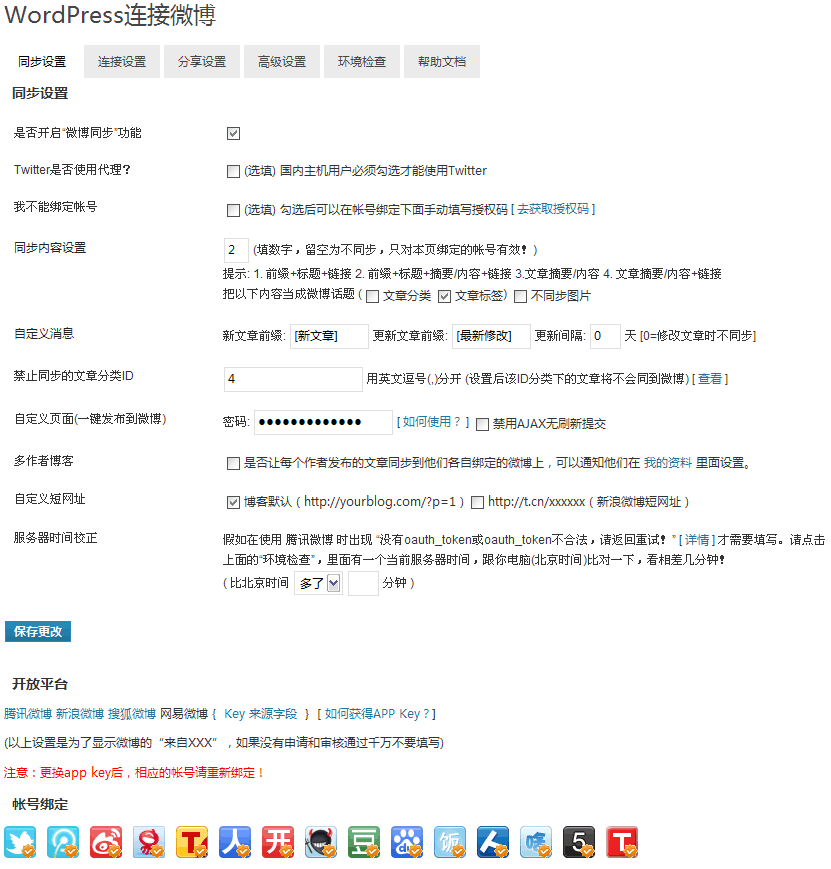 WordPress连接微博
同步设置 连接设置 分享设置 高级设置 环境检查 帮助文档
同步设置
是否开启“微博同步”功能
Twitter是否使用代理？ (选填) 国内主机用户必须勾选才能使用Twitter
我不能绑定帐号 (选填) 勾选后可以在帐号绑定下面手动填写授权码 [ 去获取授权码 ]
同步内容设置 2 (填数字，留空为不同步，只对本页绑定的帐号有效！)
提示: 1. 前缀+标题+链接 2. 前缀+标题+摘要/内容+链接 3.文章摘要/内容 4. 文章摘要/内容+链接
把以下内容当成微博话题 ( 文章分类 文章标签) 不同步图片
自定义消息 新文章前缀: [新文章] 更新文章前缀: [最新修改] 更新间隔: 0 天 [0=修改文章时不同步]
禁止同步的文章分类ID 4 用英文逗号(,)分开 (设置后该ID分类下的文章将不会同到微博) [ 查看 ]
自定义页面(一键发布到微博) 密码: ●●●●●●●●●●●●● [ 如何使用？ ] 禁用AJAX无刷新提交
多作者博客 是否让每个作者发布的文章同步到他们各自绑定的微博上，可以通知他们在 我的资料 里面设置。
自定义短网址 博客默认 ( http://yourblog.com/?p=1 ) http://t.cn/xxxxxx ( 新浪微博短网址 )
服务器时间校正 假如在使用 腾讯微博 时出现 “没有oauth_token或oauth_token不合法，请返回重试！” [ 详情 ] 才需要填写。请点击
上面的“环境检查”，里面有一个当前服务器时间，跟你电脑(北京时间)比对一下，看相差几分钟！
( 比北京时间 多了 分钟 )
保存更改
开放平台
腾讯微博 新浪微博 搜狐微博 网易微博 { Key 来源字段 } [ 如何获得APP Key？]
(以上设置是为了显示微博的 “来自XXX” ，如果没有申请和审核通过千万不要填写)
注意：更换app key后，相应的帐号请重新绑定！
帐号绑定
T 人 开 豆 du 饭 人 5 T